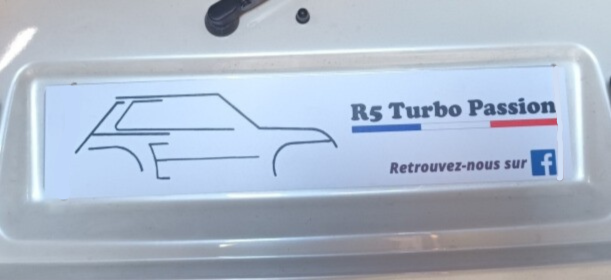 R5 Turbo Passion
Retrouvez-nous sur f